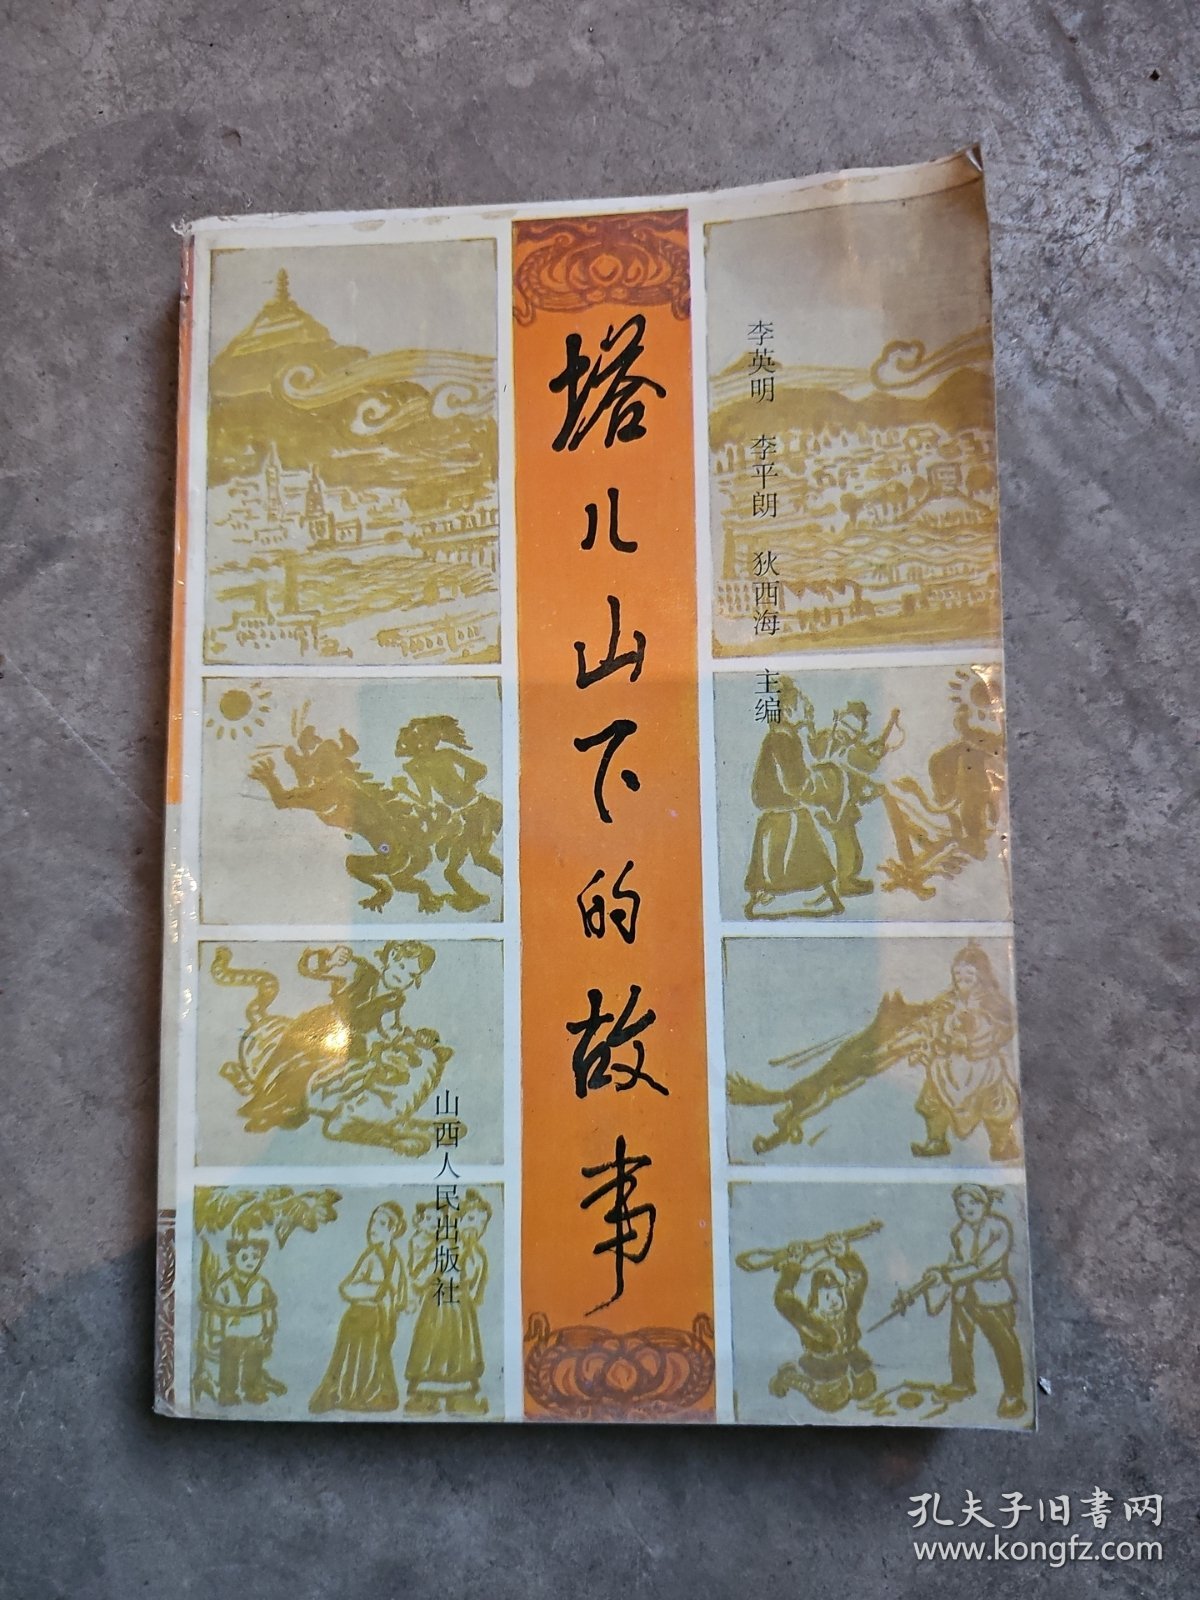 李英明 李平朗 狄西海 主编
塔儿山下的故事
山西人民出版社
孔夫子旧书网
www.kongfz.com